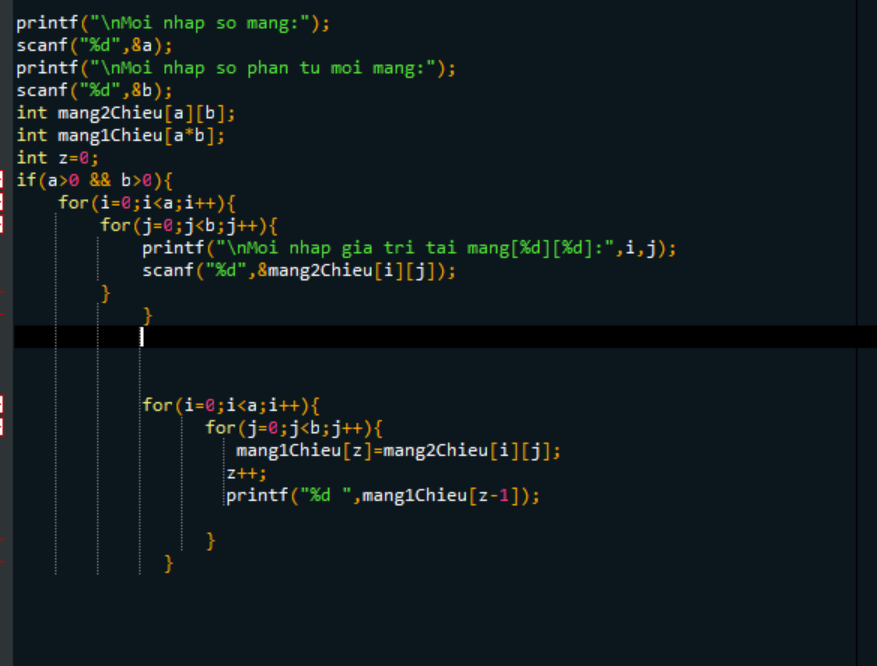 printf("\nMoi nhap so mang:");
scanf("%d",&a);
printf("\nMoi nhap so phan tu moi mang:");
scanf("%d",&b);
int mang2Chieu[a][b];
int mang1Chieu[a*b];
int z=0;
if(a>0 && b>0){
for(i=0;i<a;i++){
for(j=0;j<b;j++){
printf("\nMoi nhap gia tri tai mang[%d][%d]:",i,j);
scanf("%d",&mang2Chieu[i][j]);
}
}
for(i=0;i<a;i++){
for(j=0;j<b;j++){
mang1Chieu[z]=mang2Chieu[i][j];
z++;
printf("%d ",mang1Chieu[z-1]);
}
}